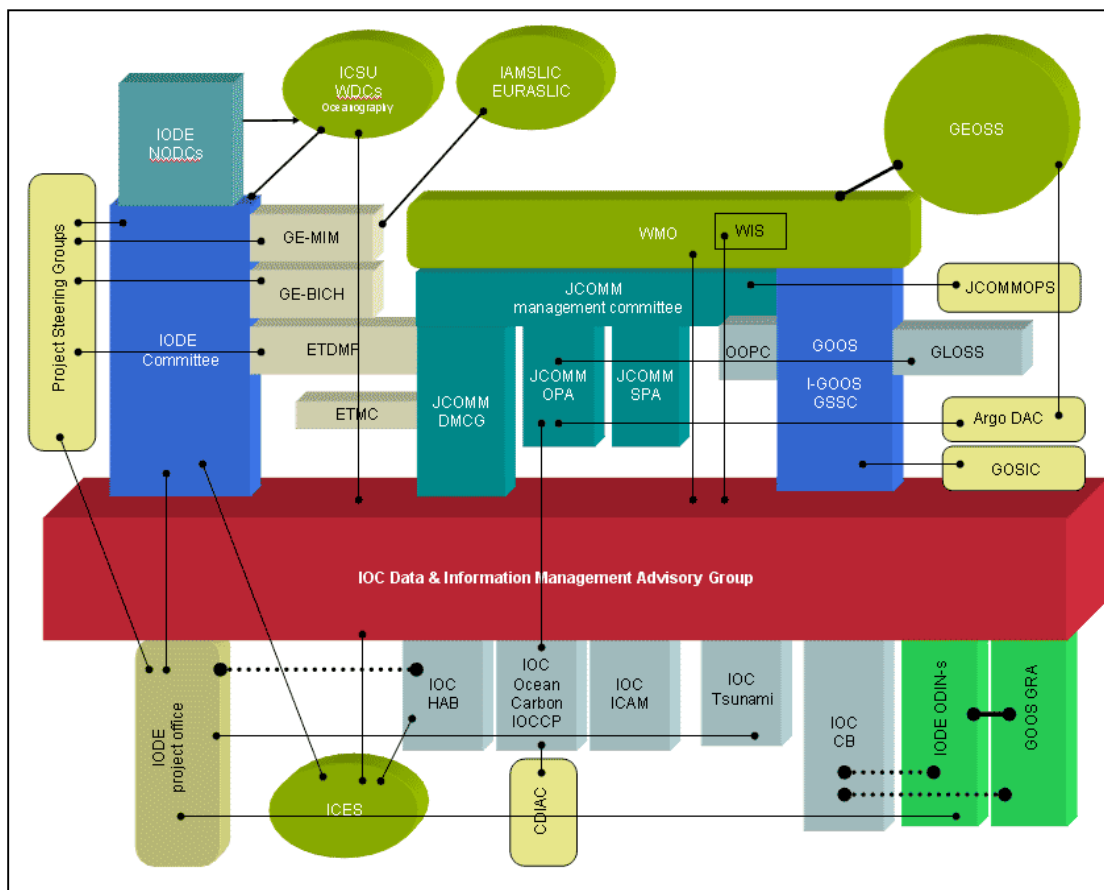 ICSU
WDCs
Oceanography
IAMSLIC
EURASLIC
GEOSS
IODE
NODCs
Project Steering Groups
GE-MIM
WMO
WIS
GE-BICH
JCOMM
management committee
JCOMMOPS
IODE
Committee
ETDMP
JCOMM
OPA
JCOMM
SPA
OOPC
GOOS
I-GOOS
GSSC
GLOSS
ETMC
JCOMM
DMCG
Argo DAC
GOSIC
IOC Data & Information Management Advisory Group
IODE
project office
IOC
HAB
IOC
Ocean
Carbon
IOCCP
IOC
ICAM
IOC
Tsunami
IOC
CB
IODE ODIN-s
GOOS GRA
ICES
CDIAC